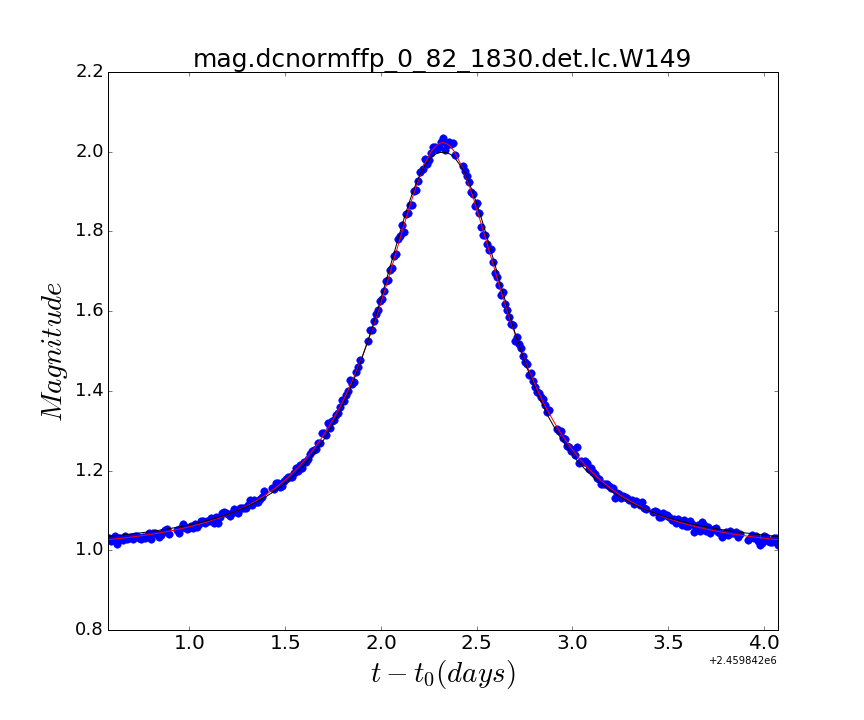 mag.dcnormffp_0_82_1830.det.lc.W149
2.2
2.0
1.8
1.6
1.4
1.2
1.0
0.8
Magnitude
1.0 1.5 2.0 2.5 3.0 3.5 4.0
+2.459842e6
t − t₀(days)